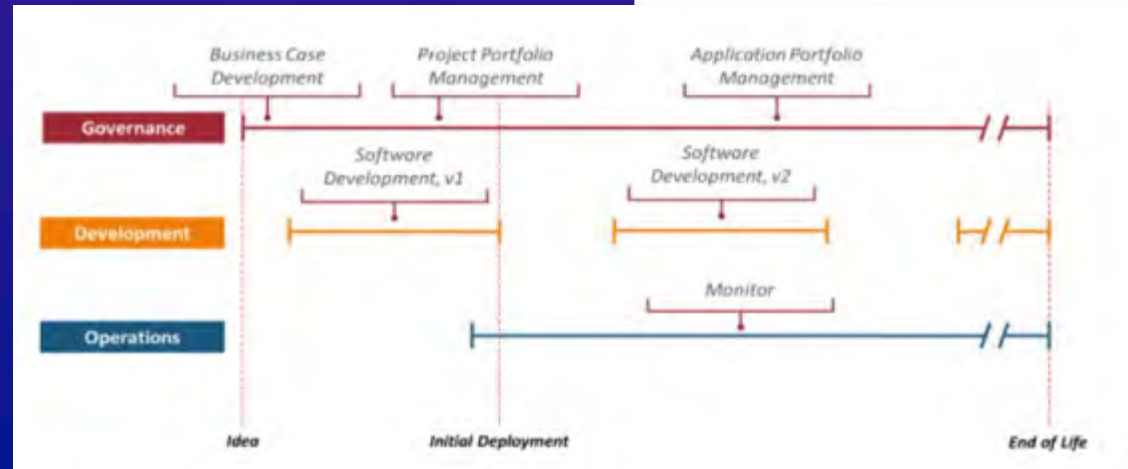 Business Case
Development
Project Portfolio
Management
Application Portfolio
Management
Governance
Software
Development, v1
Software
Development, v2
Development
Monitor
Operations
Idea
Initial Deployment
End of Life